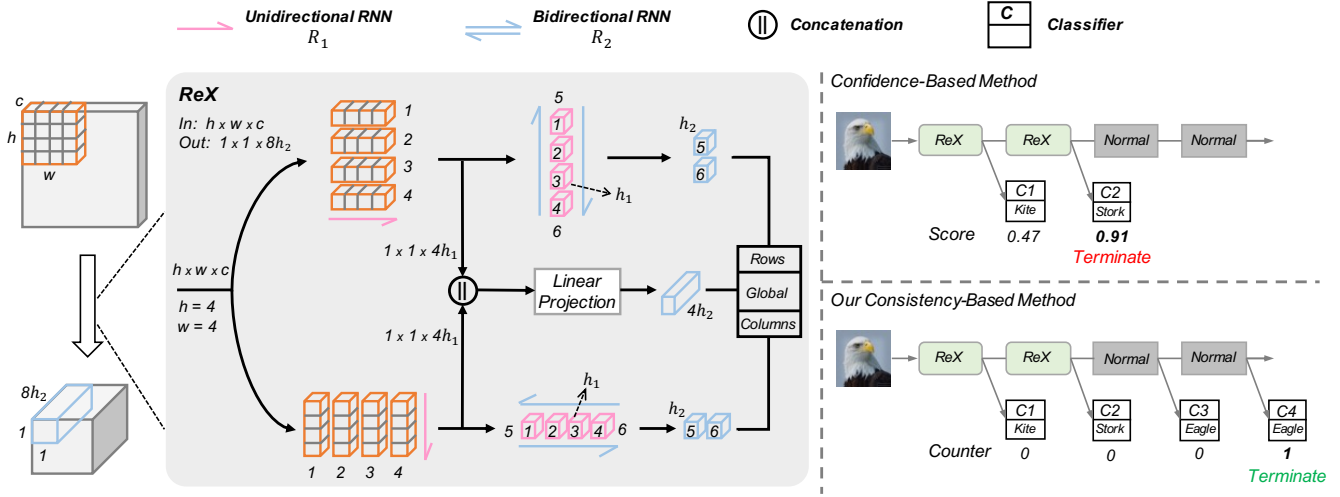 Unidirectional RNN
R₁
Bidirectional RNN
R₂
|| Concatenation
C Classifier
c
h
w
8h₂
1
1
ReX
In: h x w x c
Out: 1 x 1 x 8h₂
h x w x c
h = 4
w = 4
1
2
3
4
1 2 3 4
1 x 1 x 4h₁
||
1 x 1 x 4h₁
5
1
2
3
4
6
h₁
h₂
5
6
Linear
Projection
4h₂
Rows
Global
Columns
h₁
5 1 2 3 4 6
h₂
5 6
Confidence-Based Method
ReX ReX Normal Normal
C1 C2
Kite Stork
Score 0.47 0.91
Terminate
Our Consistency-Based Method
ReX ReX Normal Normal
C1 C2 C3 C4
Kite Stork Eagle Eagle
Counter 0 0 0 1
Terminate